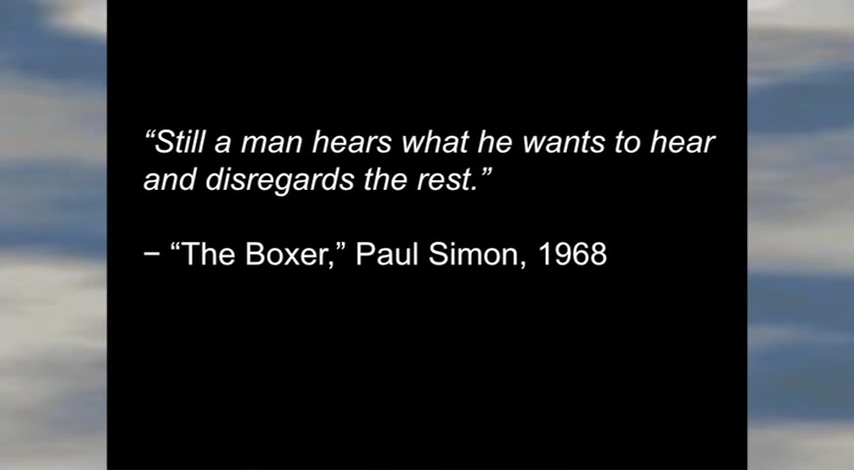 “Still a man hears what he wants to hear
and disregards the rest.”
– “The Boxer,” Paul Simon, 1968